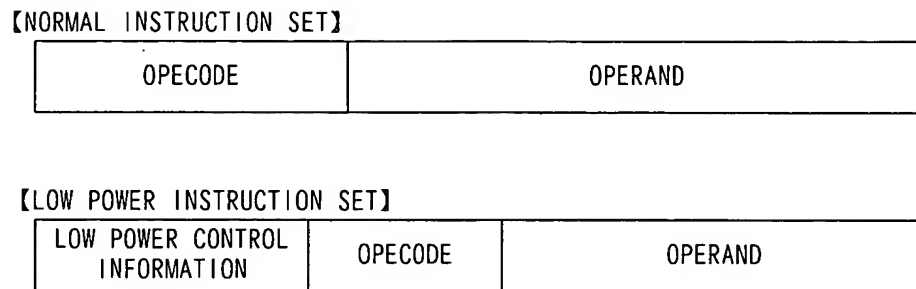 【NORMAL INSTRUCTION SET】
OPECODE OPERAND
【LOW POWER INSTRUCTION SET】
LOW POWER CONTROL
INFORMATION
OPECODE OPERAND